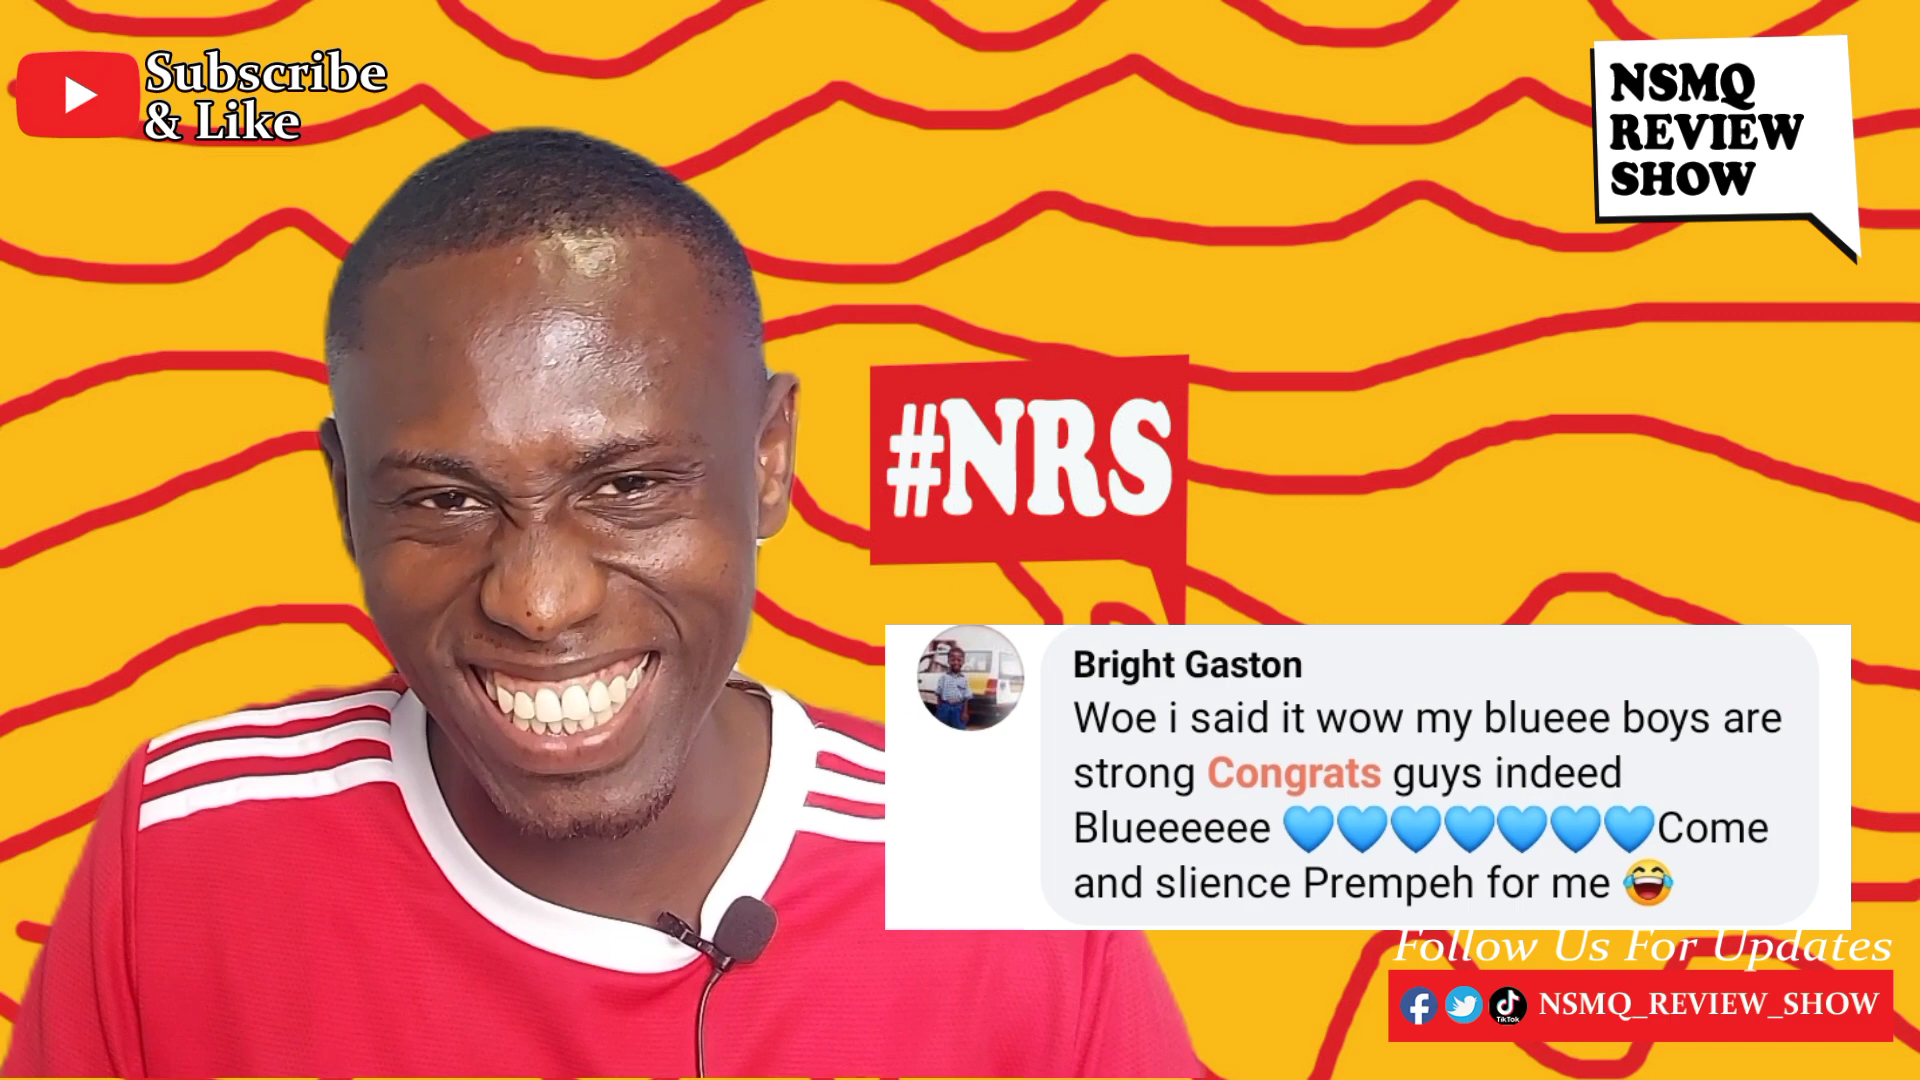 Subscribe
& Like
NSMQ
REVIEW
SHOW
#NRS
Bright Gaston
Woe i said it wow my blueee boys are
strong Congrats guys indeed
Blueeeeee 💙💙💙💙💙💙💙Come
and slience Prempeh for me 😂
Follow Us For Updates
TikTok
NSMQ_REVIEW_SHOW